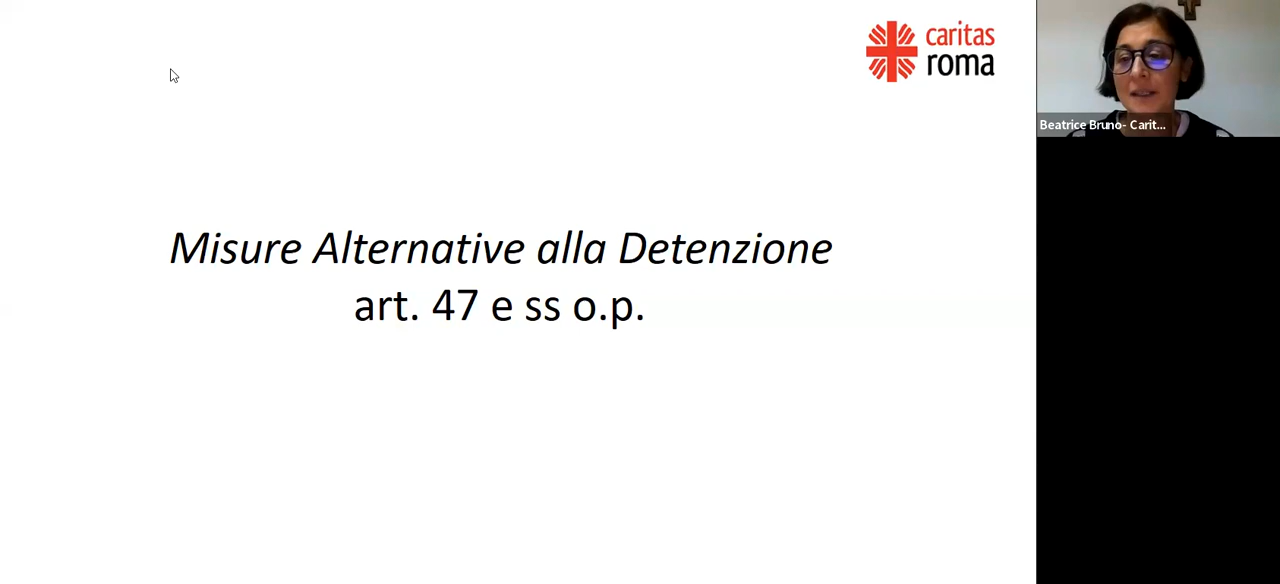 caritas
roma
Beatrice Bruno- Carit...
Misure Alternative alla Detenzione
art. 47 e ss o.p.